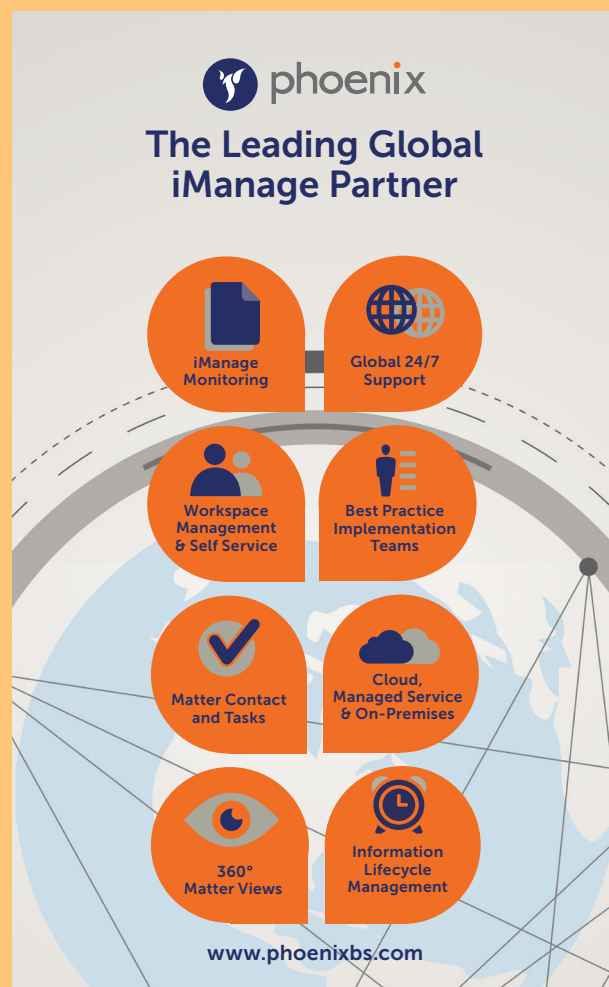 phoenix
The Leading Global
iManage Partner
iManage
Monitoring
Global 24/7
Support
Workspace
Management
& Self Service
Best Practice
Implementation
Teams
Matter Contact
and Tasks
Cloud,
Managed Service
& On-Premises
360°
Matter Views
Information
Lifecycle
Management
www.phoenixbs.com